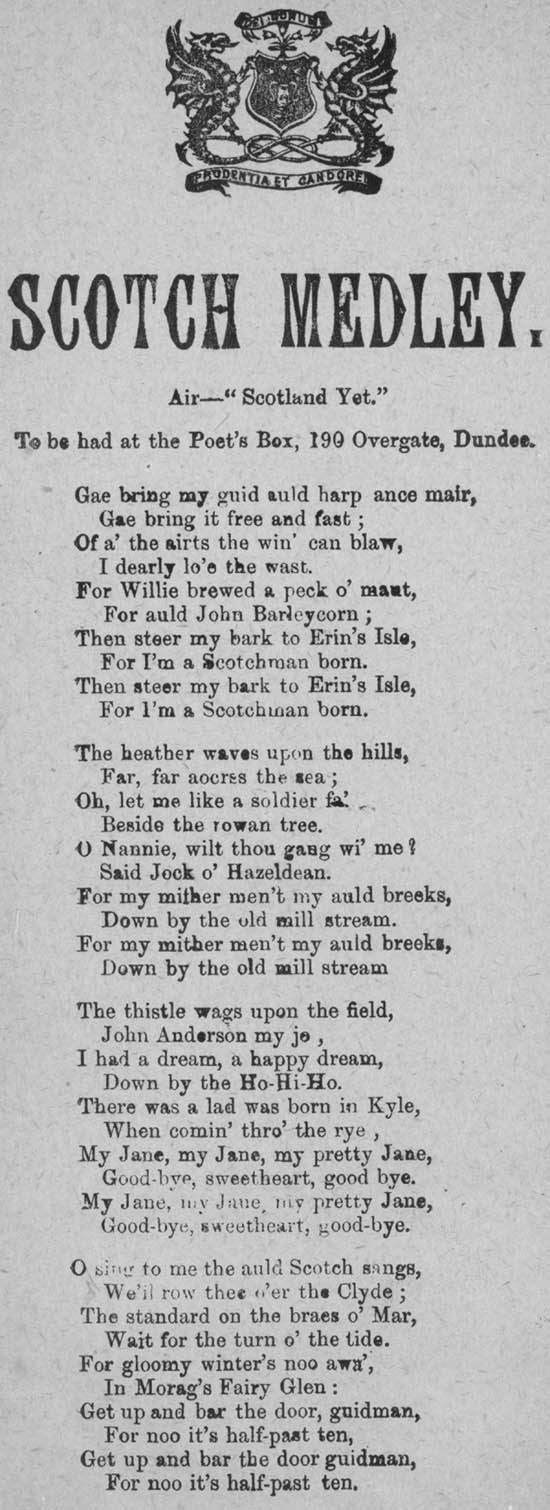 DEI DONUM
PRUDENTIA ET CANDORE
SCOTCH MEDLEY.
Air—“ Scotland Yet.”
To be had at the Poet's Box, 190 Overgate, Dundee.
Gae bring my guid auld harp ance mair,
Gae bring it free and fast ;
Of a' the airts the win' can blaw,
I dearly lo'e the wast.
For Willie brewed a peck o' maut,
For auld John Barleycorn ;
Then steer my bark to Erin's Isle,
For I'm a Scotchman born.
Then steer my bark to Erin's Isle,
For I'm a Scotchman born.
The heather waves upon the hills,
Far, far aocrss the sea ;
Oh, let me like a soldier fa'
Beside the rowan tree.
O Nannie, wilt thou gang wi' me ?
Said Jock o' Hazeldean.
For my mither men't my auld breeks,
Down by the old mill stream.
For my mither men't my auld breeks,
Down by the old mill stream
The thistle wags upon the field,
John Anderson my jo ,
I had a dream, a happy dream,
Down by the Ho-Hi-Ho.
There was a lad was born in Kyle,
When comin' thro' the rye ,
My Jane, my Jane, my pretty Jane,
Good-bye, sweetheart, good bye.
My Jane, my Jane, my pretty Jane,
Good-bye, sweetheart, good-bye.
O sing to me the auld Scotch sangs,
We'il row thee o'er the Clyde ;
The standard on the braes o' Mar,
Wait for the turn o' the tide.
For gloomy winter's noo awa',
In Morag's Fairy Glen :
Get up and bar the door, guidman,
For noo it's half-past ten,
Get up and bar the door guidman,
For noo it's half-past ten.